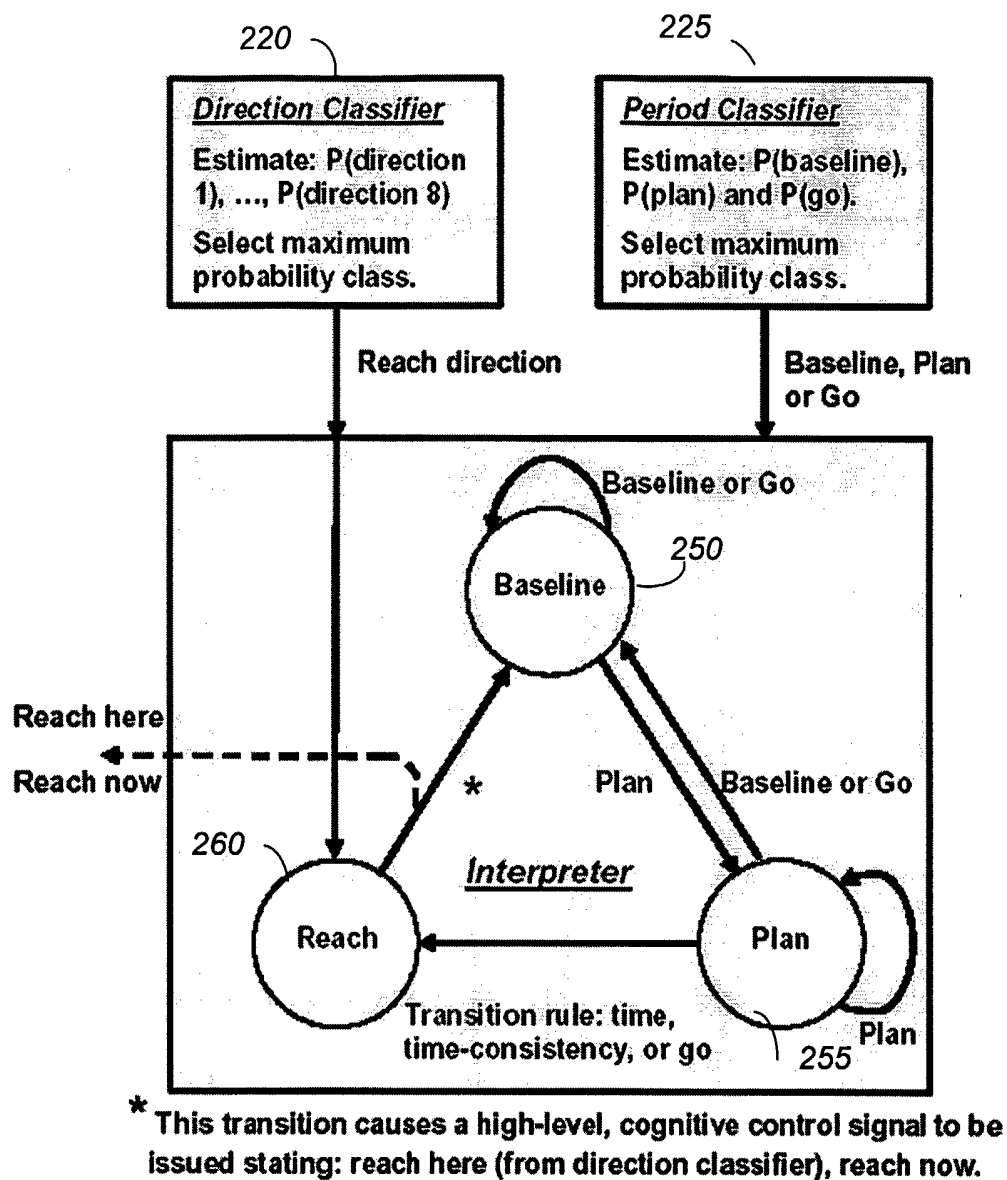 220
225
Direction Classifier
Estimate: P(direction
1), ..., P(direction 8)
Select maximum
probability class.
Period Classifier
Estimate: P(baseline),
P(plan) and P(go).
Select maximum
probability class.
Reach direction
Baseline, Plan
or Go
Baseline or Go
250
Baseline
Reach here
Reach now
*
Plan
Baseline or Go
260
Interpreter
Reach
Plan
Transition rule: time,
time-consistency, or go
255
Plan
* This transition causes a high-level, cognitive control signal to be
issued stating: reach here (from direction classifier), reach now.